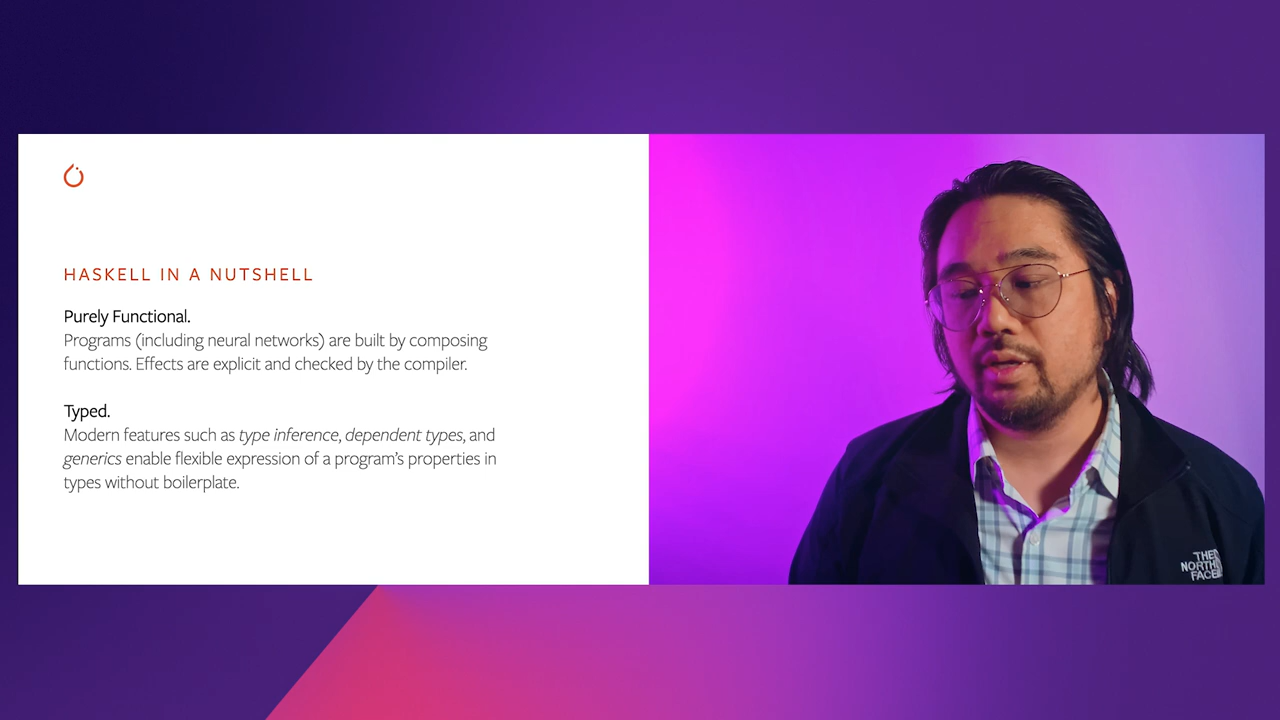 HASKELL IN A NUTSHELL
Purely Functional.
Programs (including neural networks) are built by composing
functions. Effects are explicit and checked by the compiler.
Typed.
Modern features such as type inference, dependent types, and
generics enable flexible expression of a program's properties in
types without boilerplate.
THE
NORTH
FACE